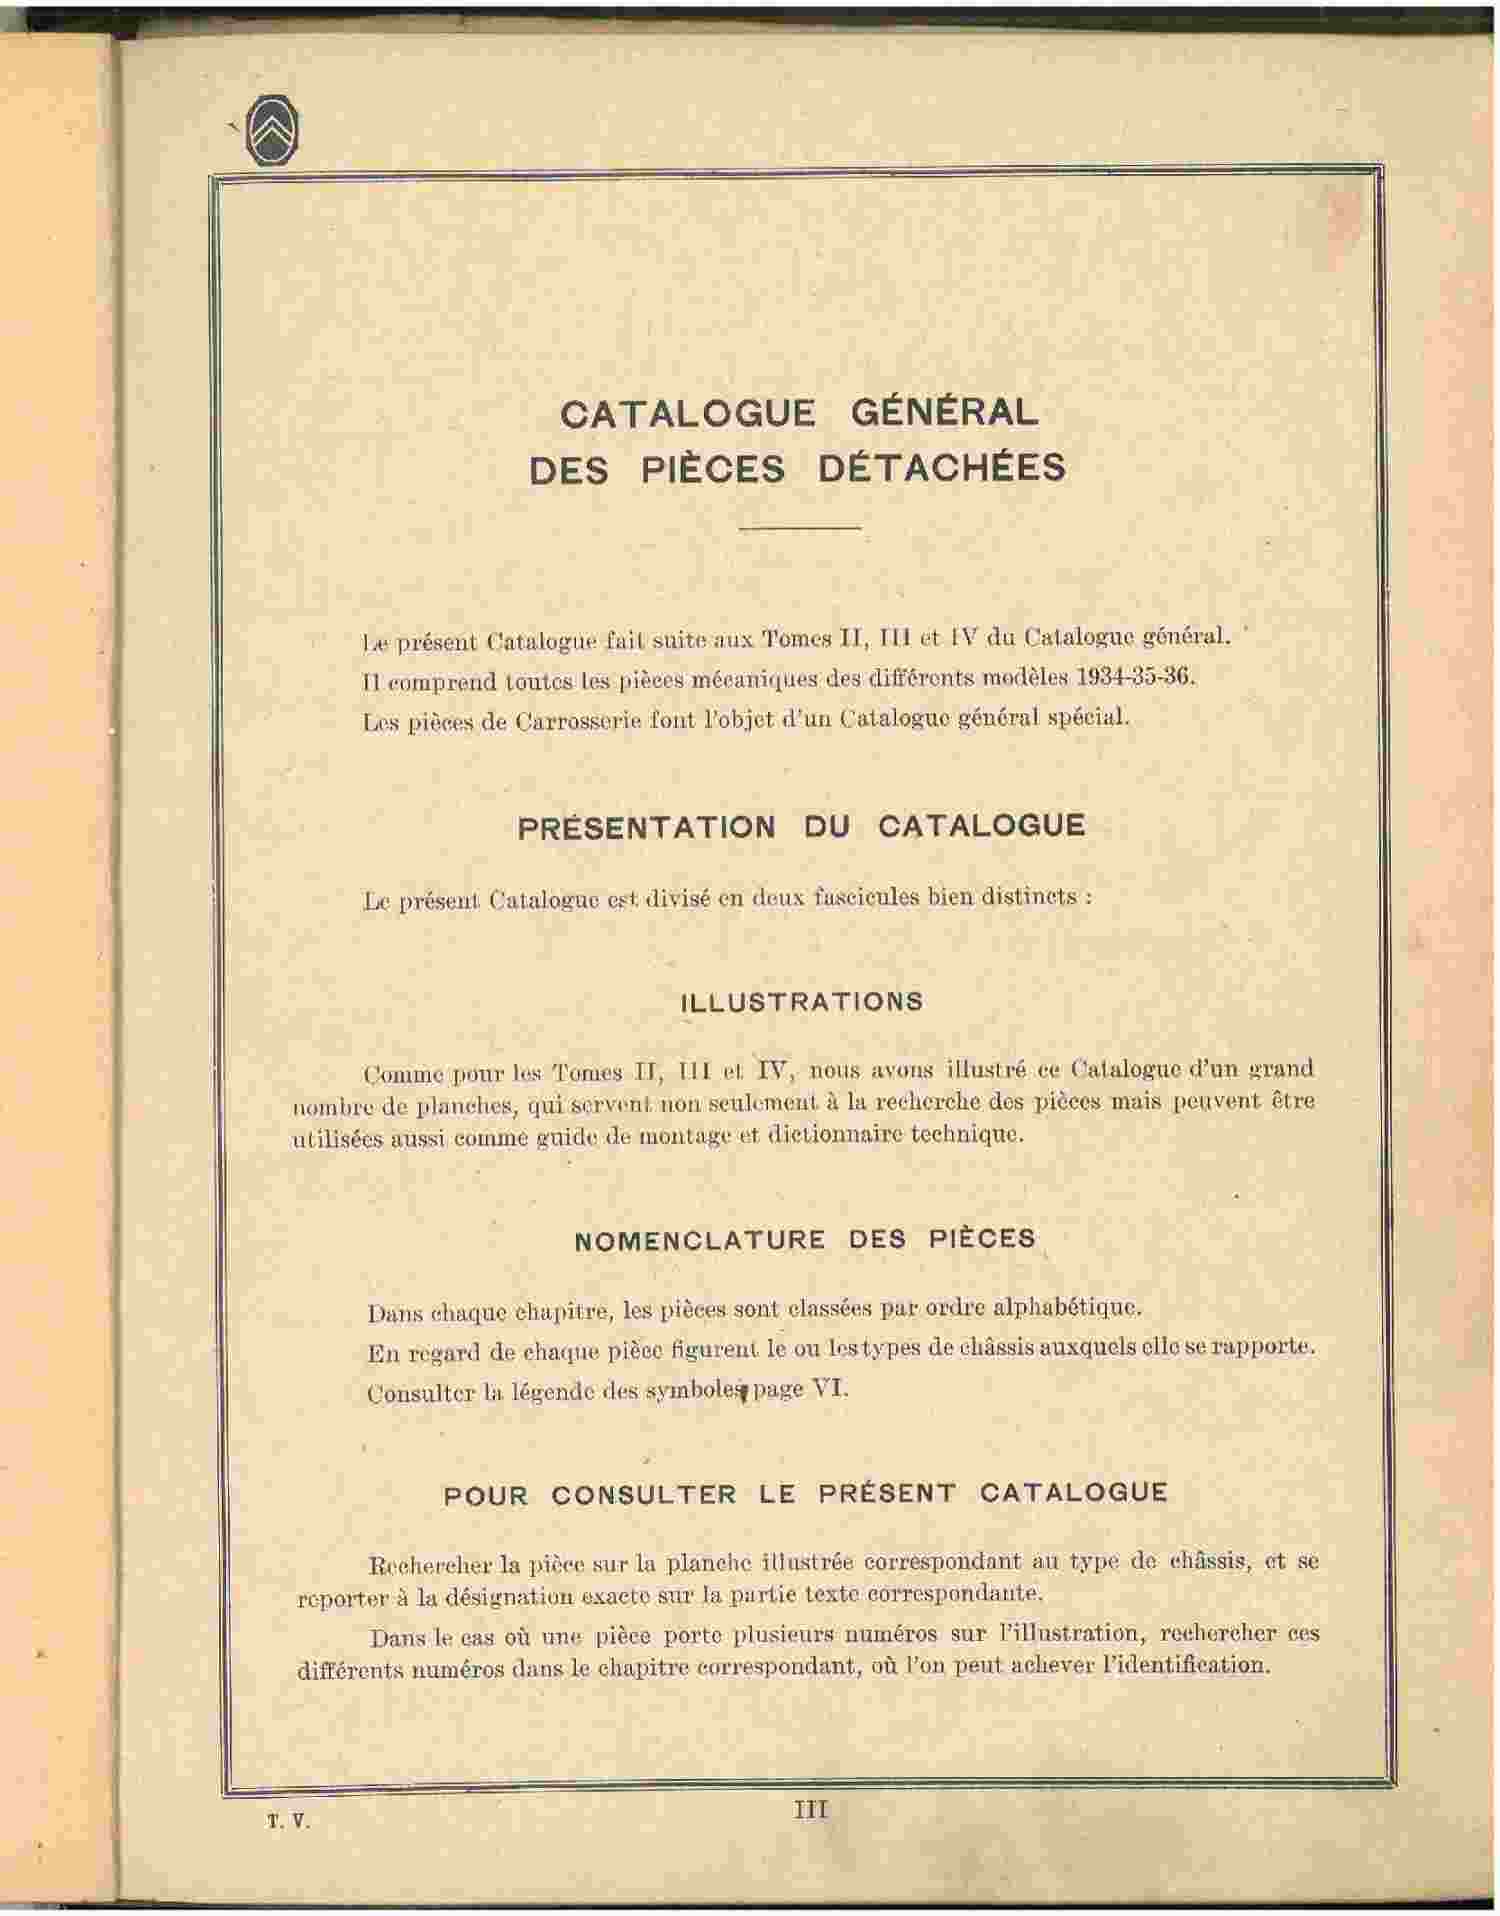 CATALOGUE GÉNÉRAL
DES PIÈCES DÉTACHÉES
Le présent Catalogue fait suite aux Tomes II, III et IV du Catalogue général.
Il comprend toutes les pièces mécaniques des différents modèles 1934-35-36.
Les pièces de Carrosserie font l'objet d'un Catalogue général spécial.
PRÉSENTATION DU CATALOGUE
Le présent Catalogue est divisé en deux fascicules bien distincts :
ILLUSTRATIONS
Comme pour les Tomes II, III et IV, nous avons illustré ce Catalogue d'un grand
nombre de planches, qui servent non seulement à la recherche des pièces mais peuvent être
utilisées aussi comme guide de montage et dictionnaire technique.
NOMENCLATURE DES PIÈCES
Dans chaque chapitre, les pièces sont classées par ordre alphabétique.
En regard de chaque pièce figurent le ou les types de châssis auxquels elle se rapporte.
Consulter la légende des symboles, page VI.
POUR CONSULTER LE PRÉSENT CATALOGUE
Rechercher la pièce sur la planche illustrée correspondant au type de châssis, et se
reporter à la désignation exacte sur la partie texte correspondante.
Dans le cas où une pièce porte plusieurs numéros sur l'illustration, rechercher ces
différents numéros dans le chapitre correspondant, où l'on peut achever l'identification.
T. V.
III